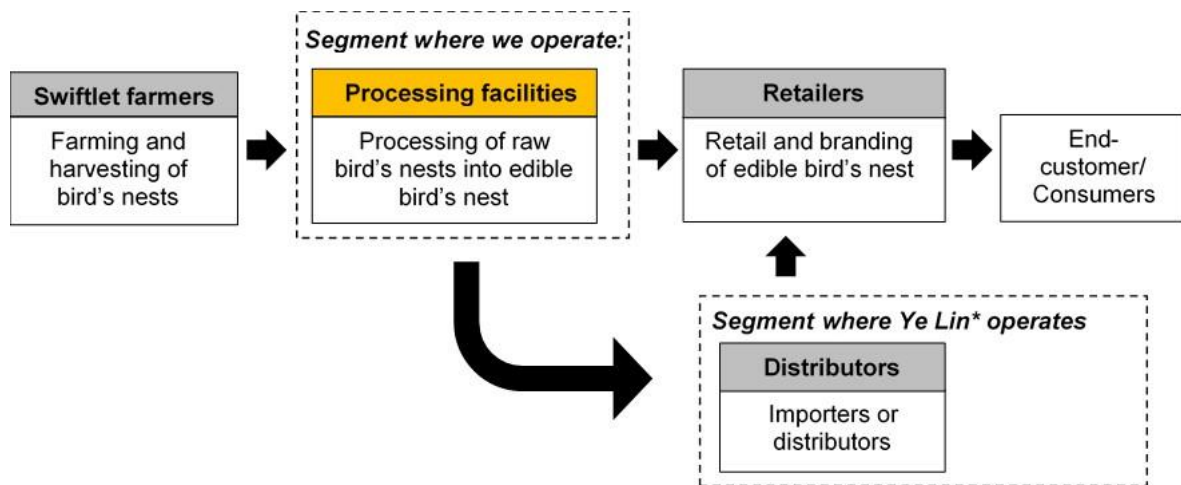 Segment where we operate:
Swiftlet farmers
Farming and
harvesting of
bird's nests
Processing facilities
Processing of raw
bird's nests into edible
bird's nest
Retailers
Retail and branding
of edible bird's nest
End-
customer/
Consumers
Segment where Ye Lin* operates
Distributors
Importers or
distributors